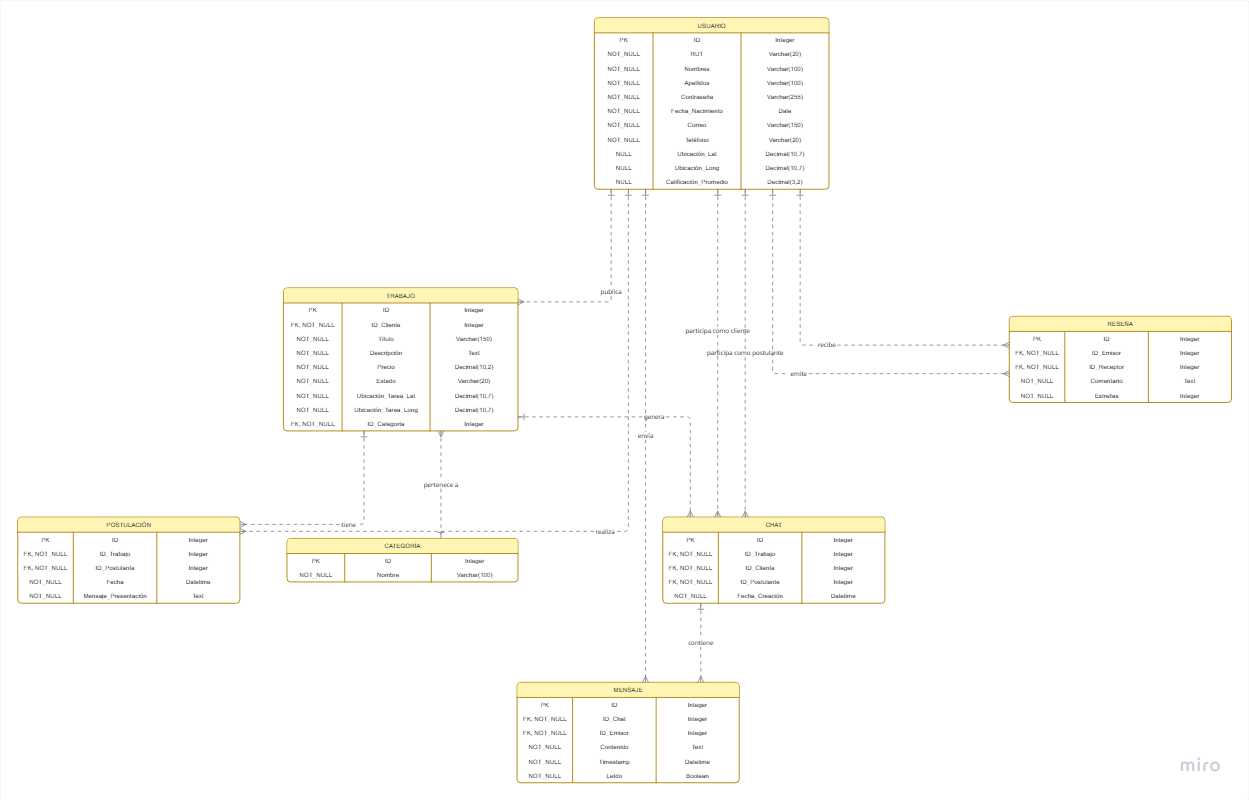 USUARIO
PK ID Integer
NOT_NULL RUT Varchar(20)
NOT_NULL Nombres Varchar(100)
NOT_NULL Apellidos Varchar(100)
NOT_NULL Contraseña Varchar(255)
NOT_NULL Fecha_Nacimiento Date
NOT_NULL Correo Varchar(150)
NOT_NULL Teléfono Varchar(20)
NULL Ubicación_Lat Decimal(10,7)
NULL Ubicación_Long Decimal(10,7)
NULL Calificación_Promedio Decimal(3,2)
publica
TRABAJO
PK ID Integer
FK, NOT_NULL ID_Cliente Integer
NOT_NULL Título Varchar(150)
NOT_NULL Descripción Text
NOT_NULL Precio Decimal(10,2)
NOT_NULL Estado Varchar(20)
NOT_NULL Ubicación_Tarea_Lat Decimal(10,7)
NOT_NULL Ubicación_Tarea_Long Decimal(10,7)
FK, NOT_NULL ID_Categoría Integer
participa como cliente
participa como postulante
recibe
emite
RESEÑA
PK ID Integer
FK, NOT_NULL ID_Emisor Integer
FK, NOT_NULL ID_Receptor Integer
NOT_NULL Comentario Text
NOT_NULL Estrellas Integer
genera
envía
pertenece a
tiene
realiza
POSTULACIÓN
PK ID Integer
FK, NOT_NULL ID_Trabajo Integer
FK, NOT_NULL ID_Postulante Integer
NOT_NULL Fecha Datetime
NOT_NULL Mensaje_Presentación Text
CATEGORÍA
PK ID Integer
NOT_NULL Nombre Varchar(100)
CHAT
PK ID Integer
FK, NOT_NULL ID_Trabajo Integer
FK, NOT_NULL ID_Cliente Integer
FK, NOT_NULL ID_Postulante Integer
NOT_NULL Fecha_Creación Datetime
contiene
MENSAJE
PK ID Integer
FK, NOT_NULL ID_Chat Integer
FK, NOT_NULL ID_Emisor Integer
NOT_NULL Contenido Text
NOT_NULL Timestamp Datetime
NOT_NULL Leído Boolean
miro